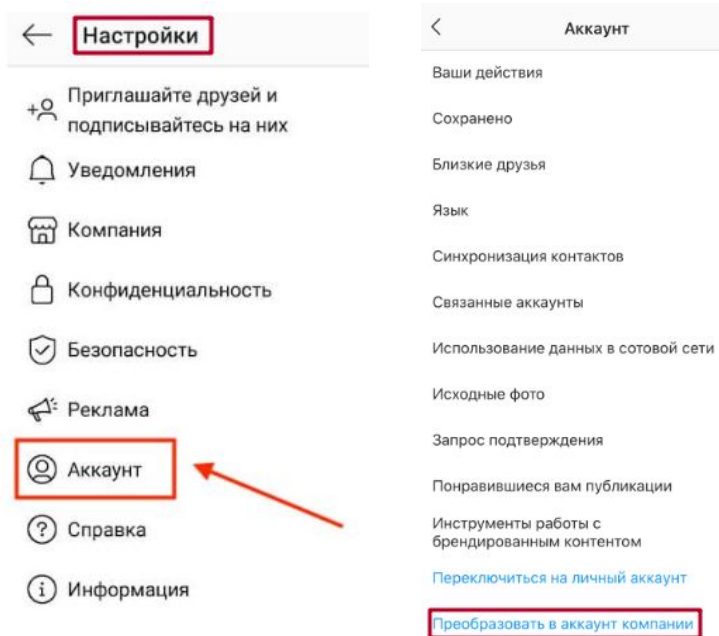 Настройки
Приглашайте друзей и
подписывайтесь на них
Уведомления
Компания
Конфиденциальность
Безопасность
Реклама
Аккаунт
Справка
Информация
Аккаунт
Ваши действия
Сохранено
Близкие друзья
Язык
Синхронизация контактов
Связанные аккаунты
Использование данных в сотовой сети
Исходные фото
Запрос подтверждения
Понравившиеся вам публикации
Инструменты работы с
брендированным контентом
Переключиться на личный аккаунт
Преобразовать в аккаунт компании